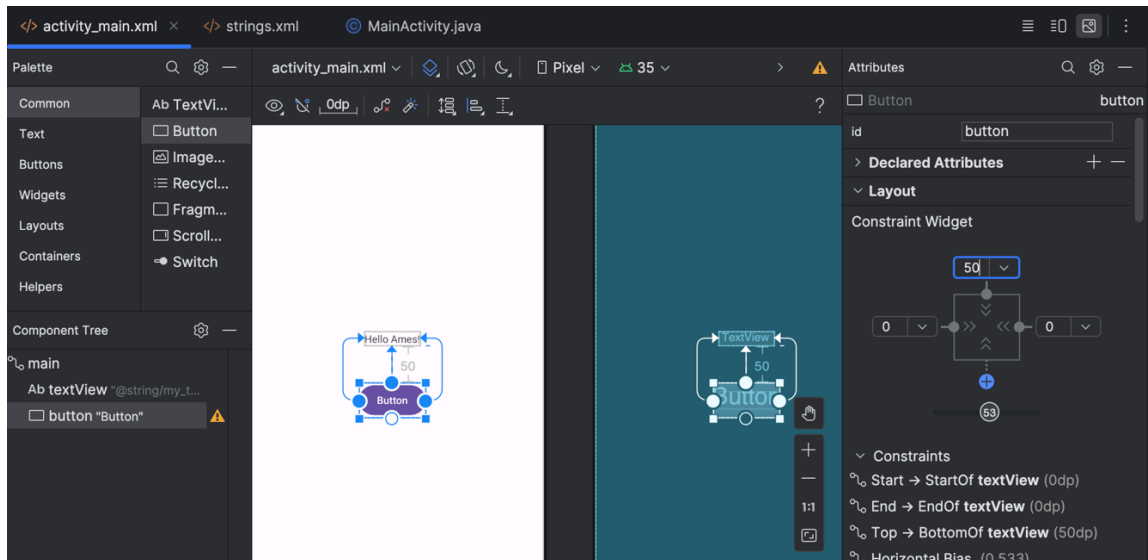 activity_main.xml
strings.xml
MainActivity.java
Palette
activity_main.xml
Pixel
35
Attributes
Common
Ab TextVi...
0dp
?
Button
button
Text
Button
id
button
Buttons
Image...
Declared Attributes
Widgets
Recycl...
Layout
Layouts
Fragm...
Constraint Widget
Containers
Scroll...
Helpers
Switch
50
Component Tree
0
0
main
Hello Ames!
TextView
Ab textView "@string/my_t...
50
50
button "Button"
Button
Button
53
Constraints
1:1
Start → StartOf textView (0dp)
End → EndOf textView (0dp)
Top → BottomOf textView (50dp)
Horizontal Bias (0.533)